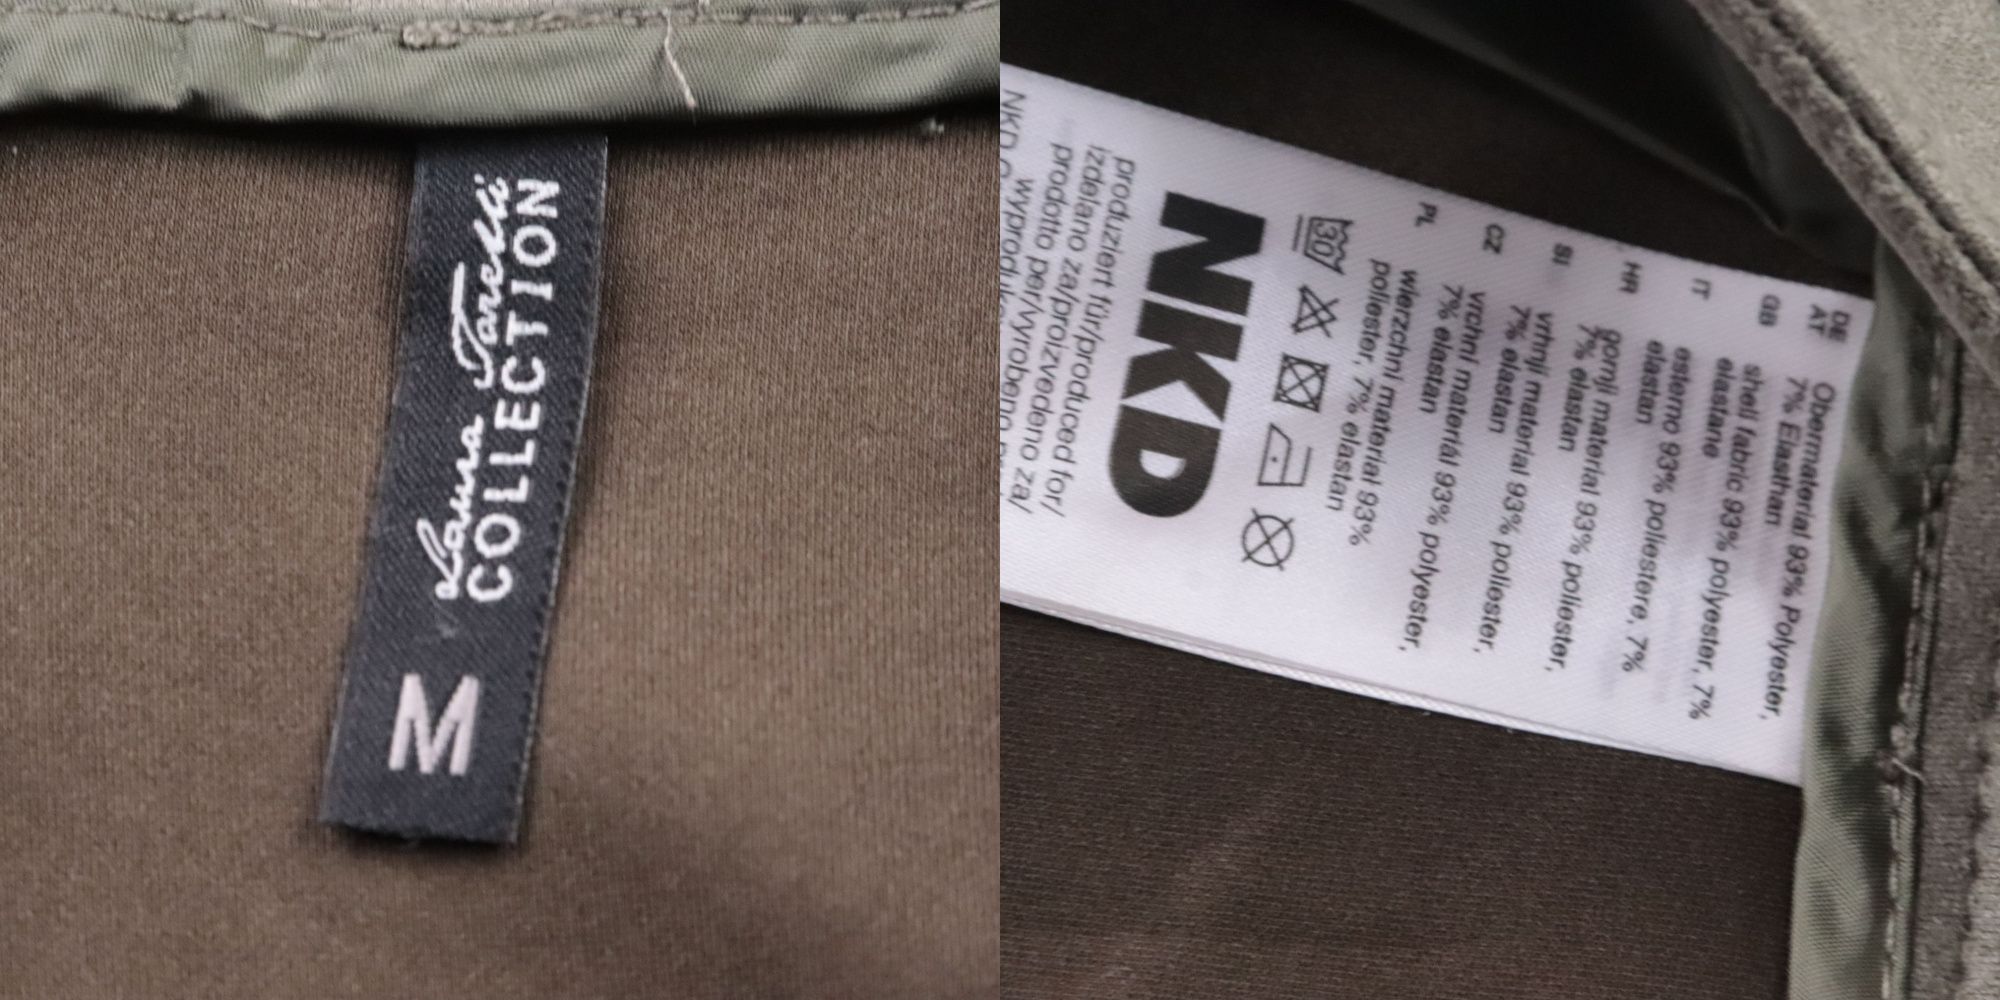 Laura Torelli
COLLECTION
M
DE
AT
Obermaterial 93% Polyester,
7% Elasthan
GB
shell fabric 93% polyester, 7%
elastane
IT
esterno 93% poliestere, 7%
elastan
HR
gornji materijal 93% poliester,
7% elastan
SI
vrhnji material 93% poliester,
7% elastan
CZ
vrchní materiál 93% polyester,
7% elastan
PL
wierzchni materiał 93%
poliester, 7% elastan
30
NKD
produziert für/produced for/
izdelano za/proizvedeno za/
prodotto per/vyrobeno
NKD